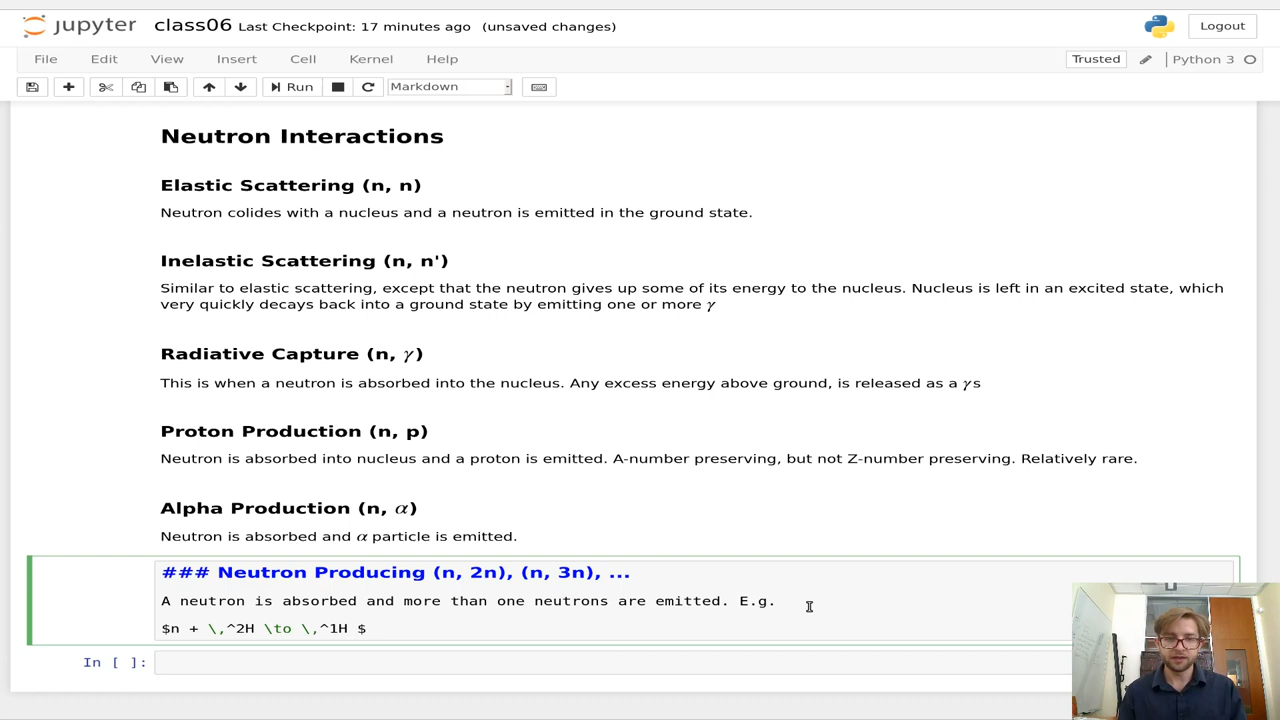 jupyter class06 Last Checkpoint: 17 minutes ago (unsaved changes) Logout
File Edit View Insert Cell Kernel Help Trusted Python 3
Run Markdown
Neutron Interactions
Elastic Scattering (n, n)
Neutron colides with a nucleus and a neutron is emitted in the ground state.
Inelastic Scattering (n, n')
Similar to elastic scattering, except that the neutron gives up some of its energy to the nucleus. Nucleus is left in an excited state, which
very quickly decays back into a ground state by emitting one or more γ
Radiative Capture (n, γ)
This is when a neutron is absorbed into the nucleus. Any excess energy above ground, is released as a γs
Proton Production (n, p)
Neutron is absorbed into nucleus and a proton is emitted. A-number preserving, but not Z-number preserving. Relatively rare.
Alpha Production (n, α)
Neutron is absorbed and α particle is emitted.
### Neutron Producing (n, 2n), (n, 3n), ...
A neutron is absorbed and more than one neutrons are emitted. E.g.
$n + \,^2H \to \,^1H $
In [ ]: